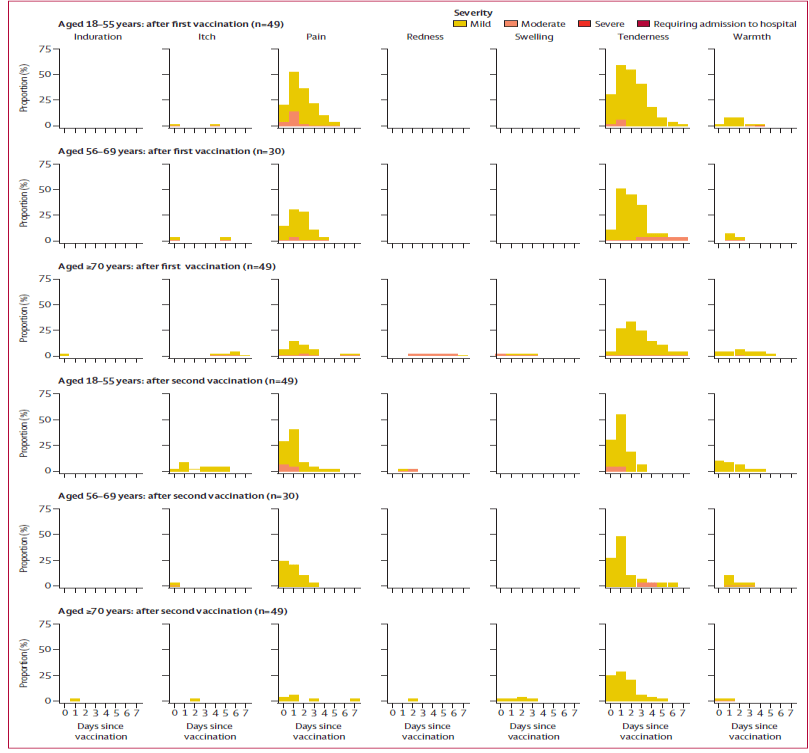 Severity
Mild Moderate Severe Requiring admission to hospital
Aged 18–55 years: after first vaccination (n=49)
Induration Itch Pain Redness Swelling Tenderness Warmth
Proportion (%)
75
50
25
0
Aged 56–69 years: after first vaccination (n=30)
Proportion (%)
75
50
25
0
Aged ≥70 years: after first vaccination (n=49)
Proportion (%)
75
50
25
0
Aged 18–55 years: after second vaccination (n=49)
Proportion (%)
75
50
25
0
Aged 56–69 years: after second vaccination (n=30)
Proportion (%)
75
50
25
0
Aged ≥70 years: after second vaccination (n=49)
Proportion (%)
75
50
25
0
0 1 2 3 4 5 6 7 0 1 2 3 4 5 6 7 0 1 2 3 4 5 6 7 0 1 2 3 4 5 6 7 0 1 2 3 4 5 6 7 0 1 2 3 4 5 6 7 0 1 2 3 4 5 6 7
Days since Days since Days since Days since Days since Days since Days since
vaccination vaccination vaccination vaccination vaccination vaccination vaccination